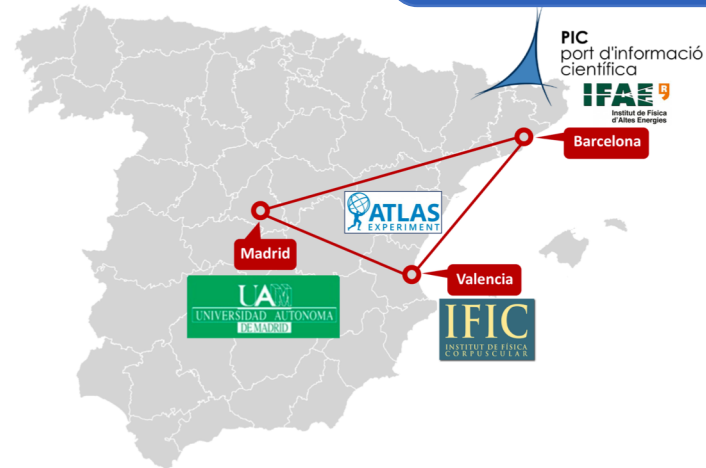 PIC
port d'informació
científica
IFAE
R
Institut de Física
d'Altes Energies
Barcelona
ATLAS
EXPERIMENT
Madrid
Valencia
UAM
UNIVERSIDAD AUTONOMA
DE MADRID
IFIC
INSTITUT DE FÍSICA
CORPUSCULAR